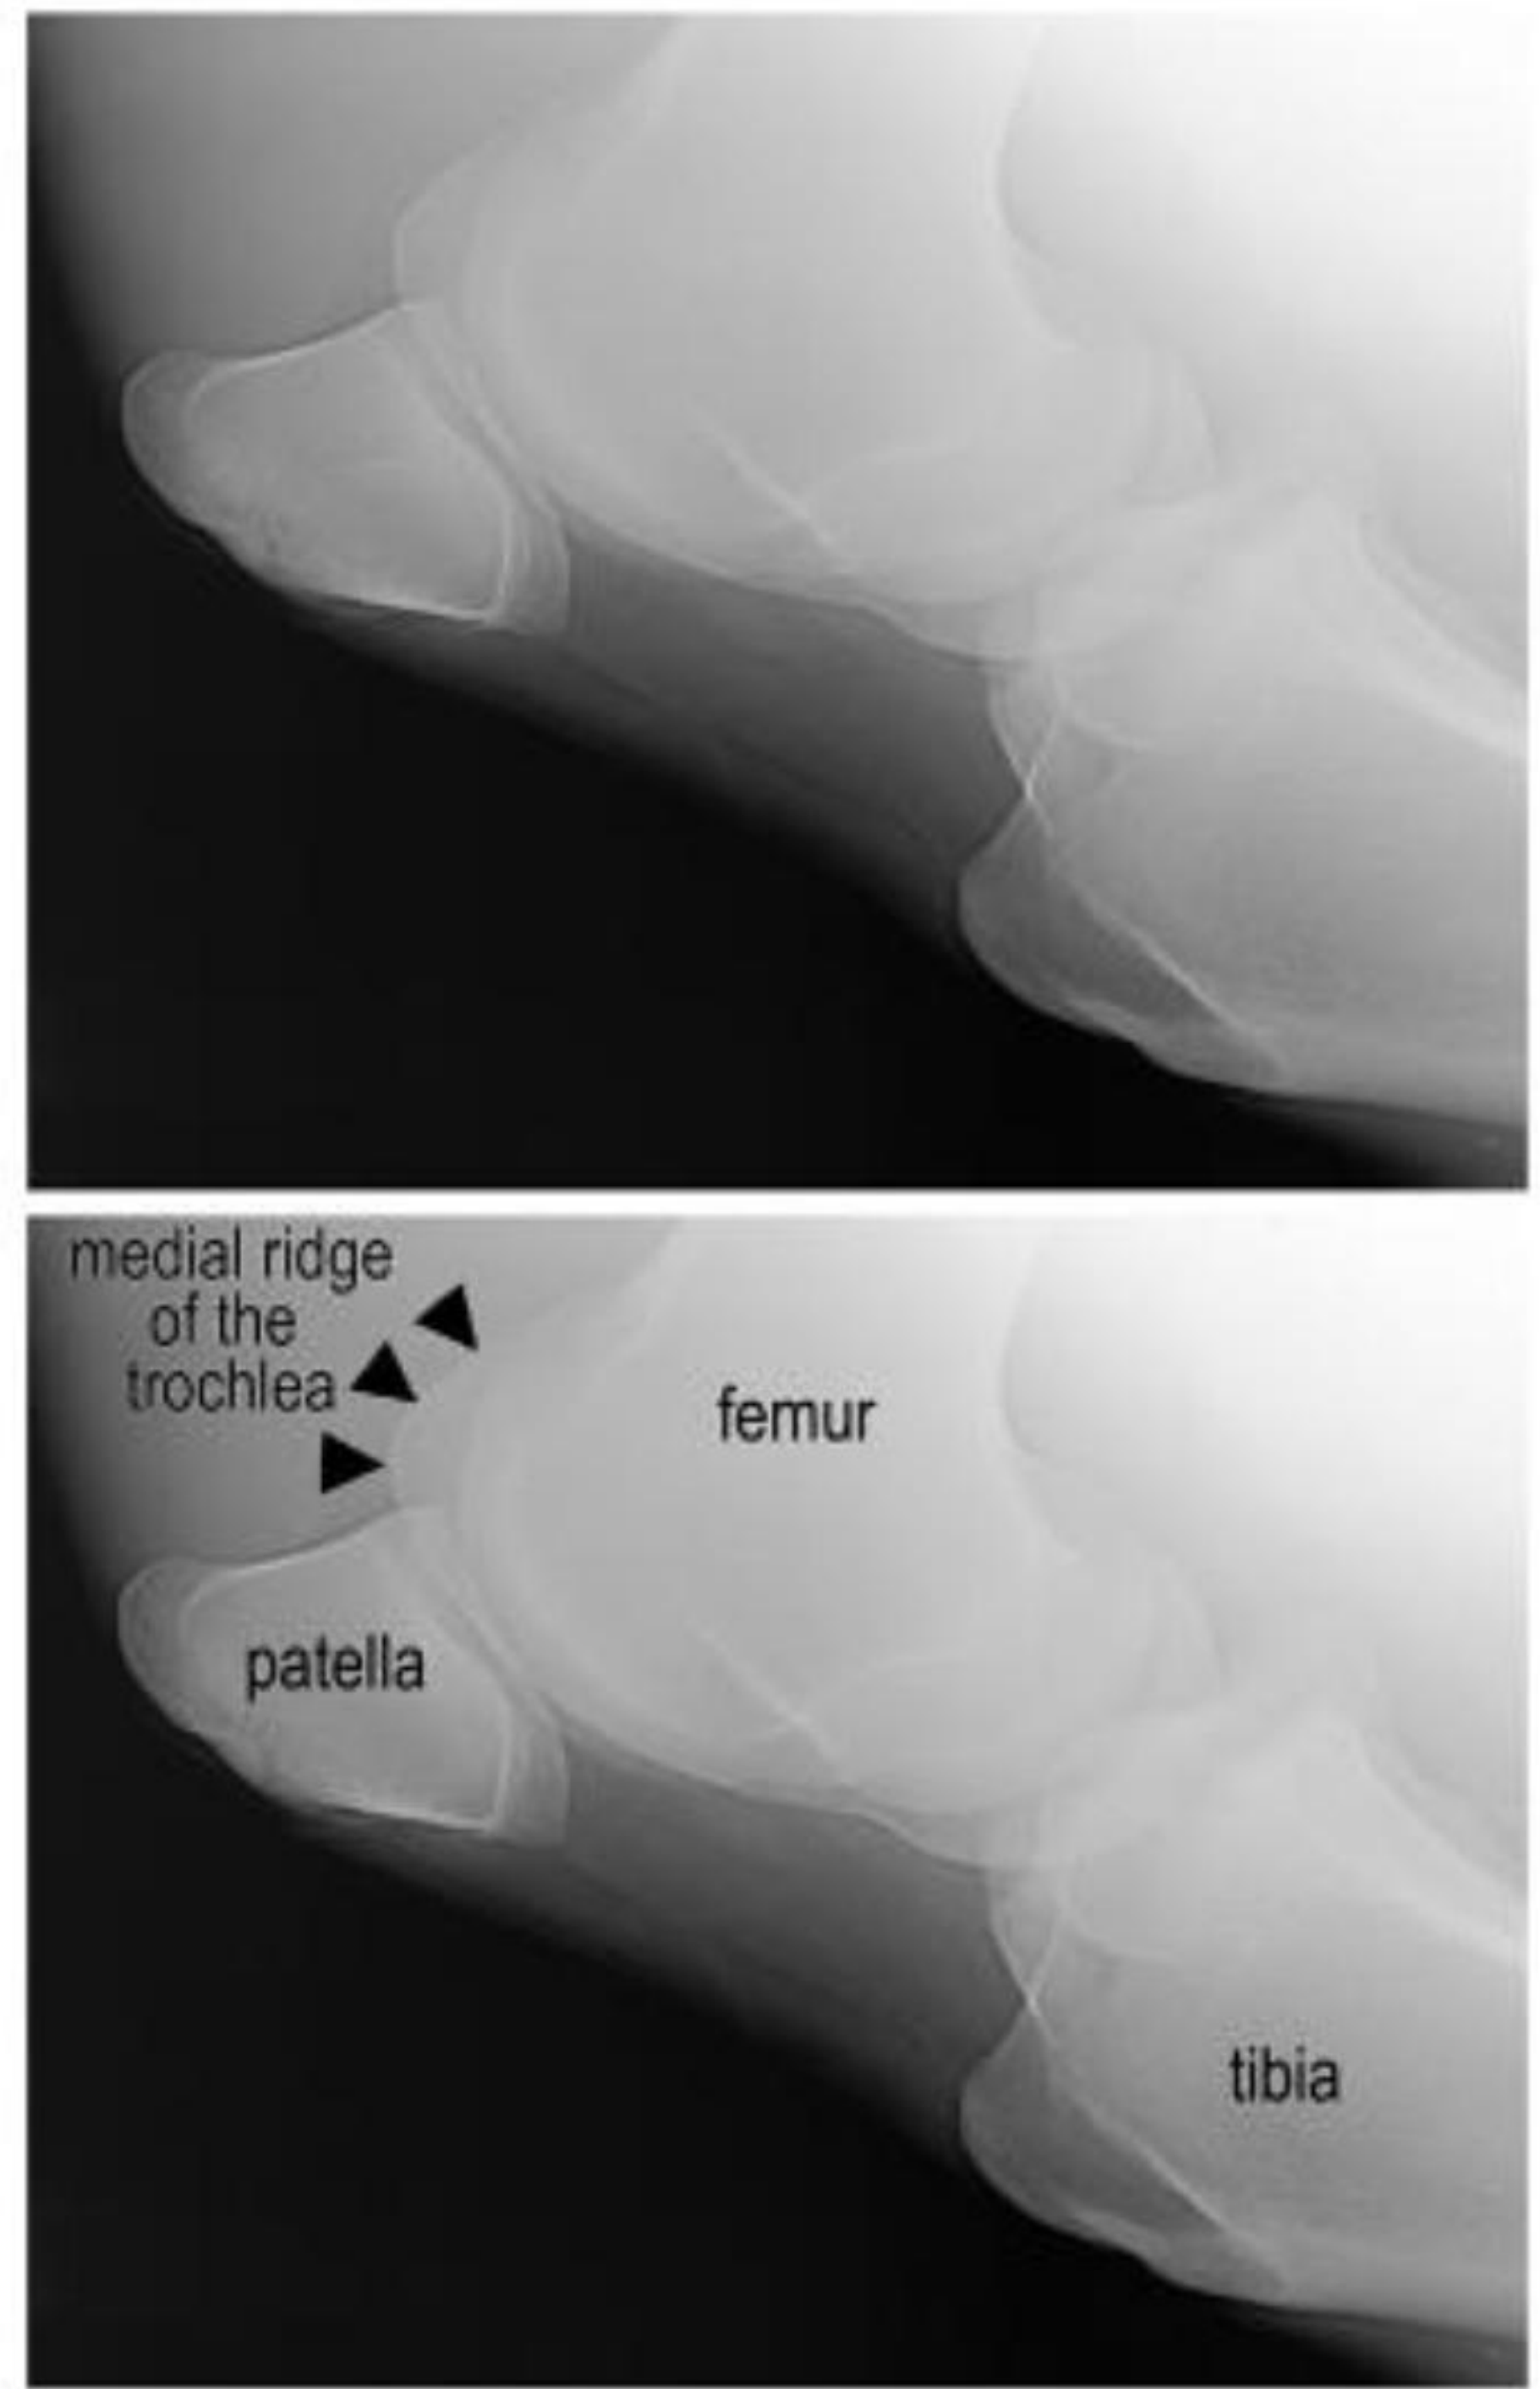 medial ridge
of the
trochlea
femur
patella
tibia